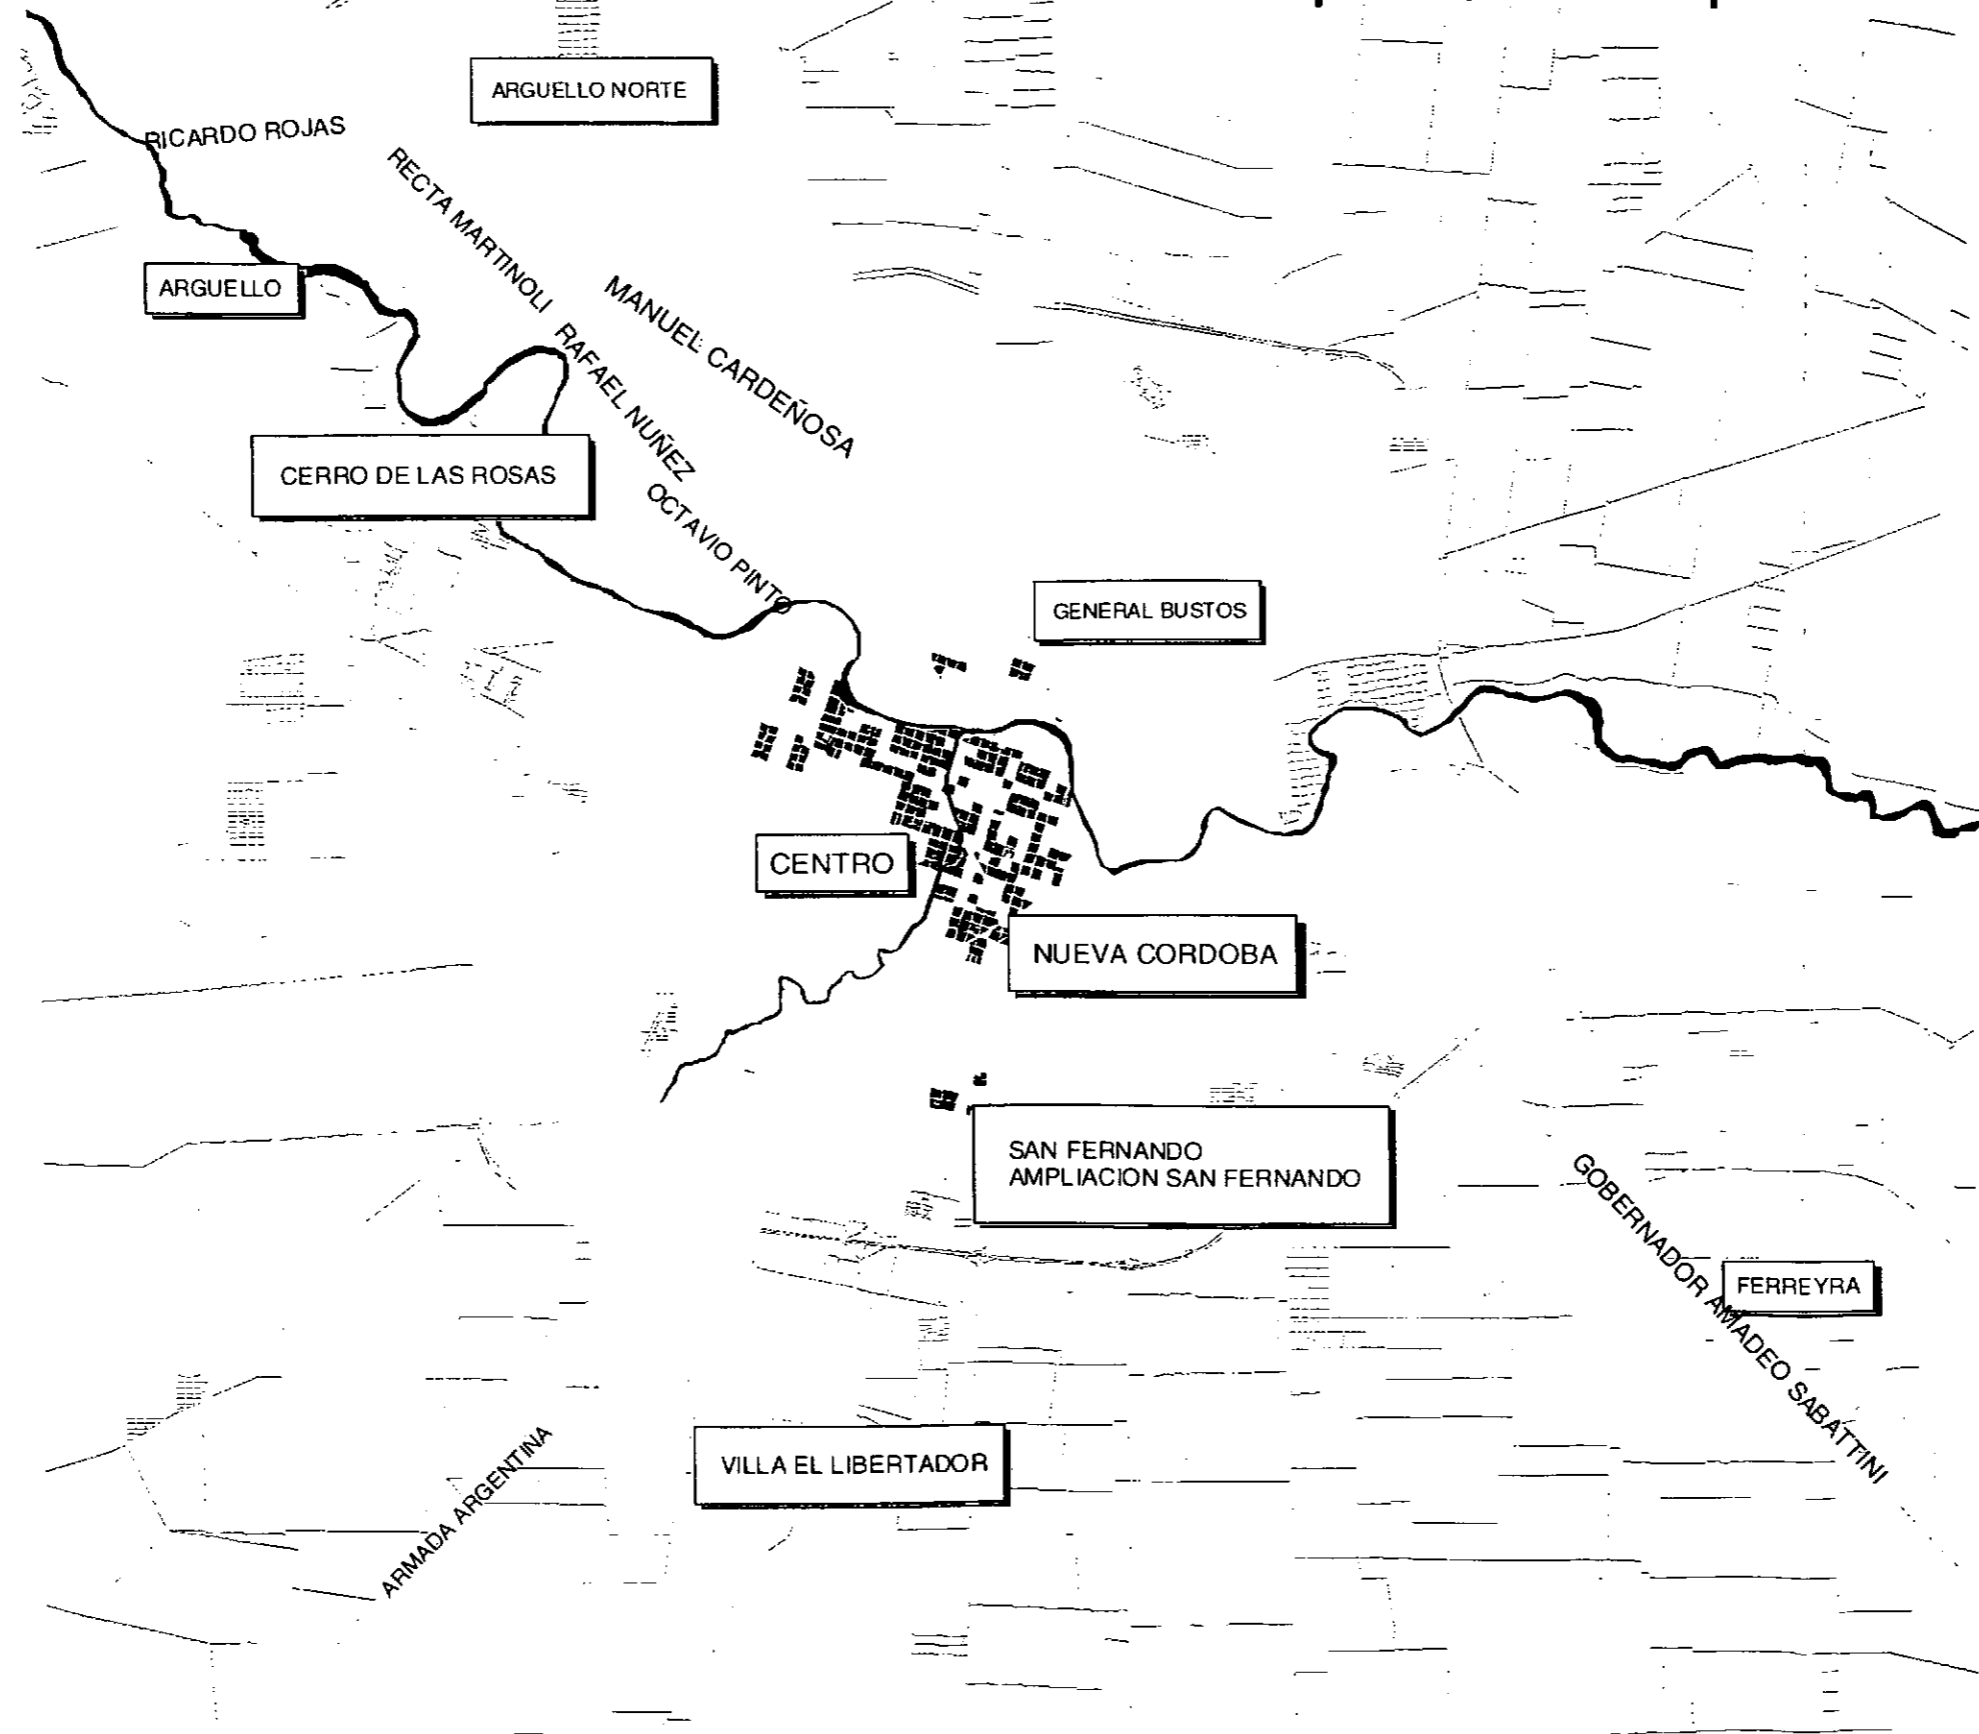 ARGUELLO NORTE
RICARDO ROJAS
RECTA MARTINOLI
ARGUELLO
MANUEL CARDEÑOSA
RAFAEL NUÑEZ
CERRO DE LAS ROSAS
OCTAVIO PINTO
GENERAL BUSTOS
CENTRO
NUEVA CORDOBA
SAN FERNANDO
AMPLIACION SAN FERNANDO
GOBERNADOR AMADEO SABATTINI
FERREYRA
VILLA EL LIBERTADOR
ARMADA ARGENTINA